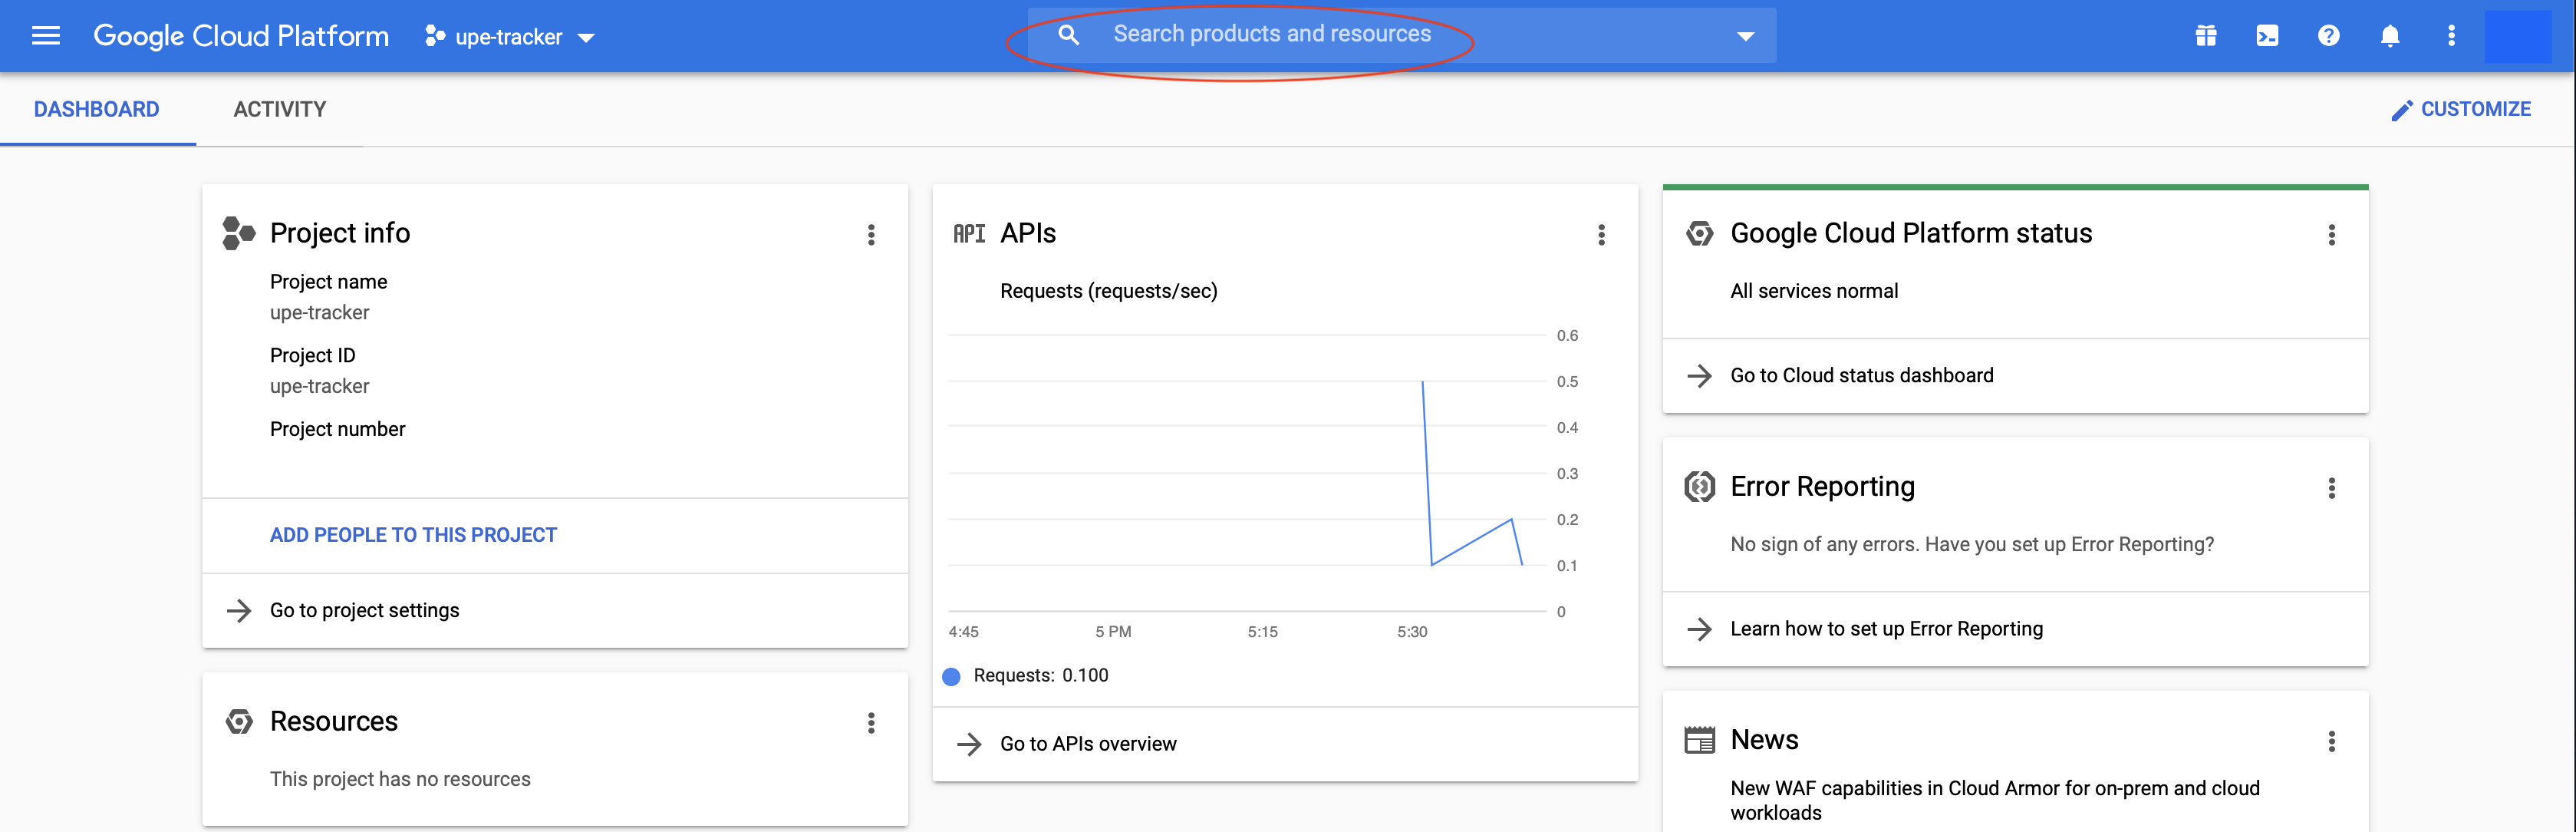 Google Cloud Platform
upe-tracker
Search products and resources
DASHBOARD
ACTIVITY
CUSTOMIZE
Project info
Project name
upe-tracker
Project ID
upe-tracker
Project number
ADD PEOPLE TO THIS PROJECT
Go to project settings
Resources
This project has no resources
API
APIs
Requests (requests/sec)
0.6
0.5
0.4
0.3
0.2
0.1
0
4:45
5 PM
5:15
5:30
Requests: 0.100
Go to APIs overview
Google Cloud Platform status
All services normal
Go to Cloud status dashboard
Error Reporting
No sign of any errors. Have you set up Error Reporting?
Learn how to set up Error Reporting
News
New WAF capabilities in Cloud Armor for on-prem and cloud
workloads